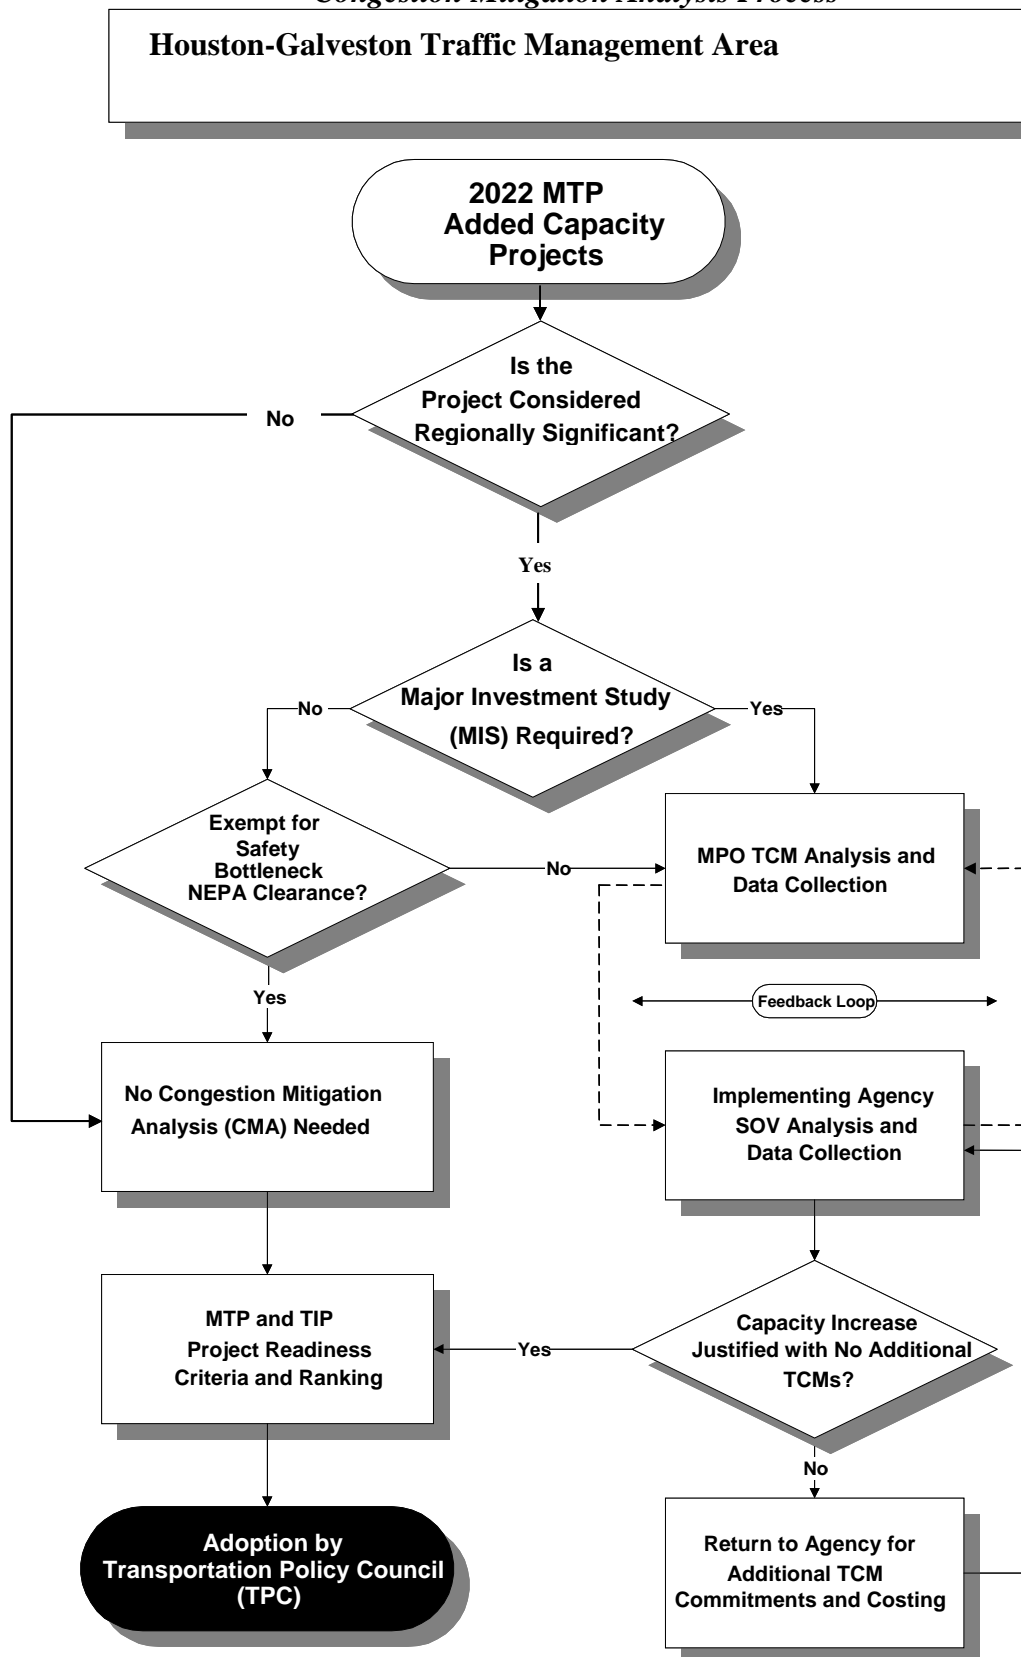 Congestion Mitigation Analysis Process
Houston-Galveston Traffic Management Area
2022 MTP
Added Capacity
Projects
Is the
Project Considered
Regionally Significant?
No
Yes
Is a
Major Investment Study
(MIS) Required?
No
Yes
Exempt for
Safety
Bottleneck
NEPA Clearance?
No
MPO TCM Analysis and
Data Collection
Yes
Feedback Loop
No Congestion Mitigation
Analysis (CMA) Needed
Implementing Agency
SOV Analysis and
Data Collection
MTP and TIP
Project Readiness
Criteria and Ranking
Yes
Capacity Increase
Justified with No Additional
TCMs?
No
Adoption by
Transportation Policy Council
(TPC)
Return to Agency for
Additional TCM
Commitments and Costing